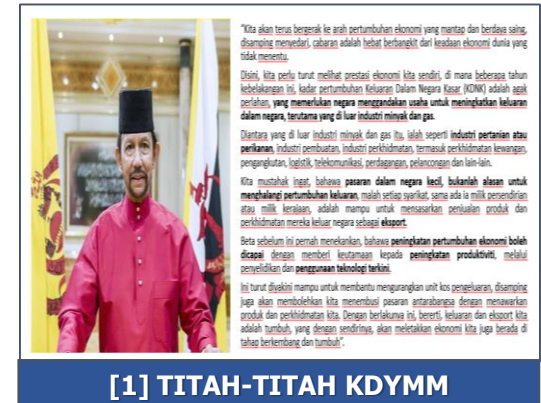 "Kita akan terus bergerak ke arah pertumbuhan ekonomi yang mantap dan berdaya saing,
disamping menyedari, cabaran adalah hebat berbangkit dari keadaan ekonomi dunia yang
tidak menentu.
Disini, kita perlu turut melihat prestasi ekonomi kita sendiri, di mana beberapa tahun
kebelakangan ini, kadar pertumbuhan Keluaran Dalam Negara Kasar (KDNK) adalah agak
perlahan, yang memerlukan negara menggandakan usaha untuk meningkatkan keluaran
dalam negara, terutama yang di luar industri minyak dan gas.
Diantara yang di luar industri minyak dan gas itu, ialah seperti industri pertanian atau
perikanan, industri pembuatan, industri perkhidmatan, termasuk perkhidmatan kewangan,
pengangkutan, logistik, telekomunikasi, perdagangan, pelancongan dan lain-lain.
Kita mustahak ingat, bahawa pasaran dalam negara kecil, bukanlah alasan untuk
menghalangi pertumbuhan keluaran, malah setiap syarikat, sama ada ia milik persendirian
atau milik kerajaan, adalah mampu untuk mensasarkan penjualan produk dan
perkhidmatan mereka keluar negara sebagai eksport.
Beta sebelum ini pernah menekankan, bahawa peningkatan pertumbuhan ekonomi boleh
dicapai dengan memberi keutamaan kepada peningkatan produktiviti, melalui
penyelidikan dan penggunaan teknologi terkini.
Ini turut diyakini mampu untuk membantu mengurangkan unit kos pengeluaran, disamping
juga akan membolehkan kita menembusi pasaran antarabangsa dengan menawarkan
produk dan perkhidmatan kita. Dengan berlakunya ini, bererti, keluaran dan eksport kita
adalah tumbuh, yang dengan sendirinya, akan meletakkan ekonomi kita juga berada di
tahap berkembang dan tumbuh".
[1] TITAH-TITAH KDYMM